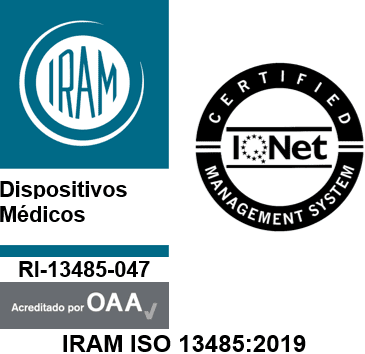 IRAM
Dispositivos
Médicos
RI-13485-047
Acreditado por OAA
CERTIFIED
IQNet
MANAGEMENT SYSTEM
IRAM ISO 13485:2019